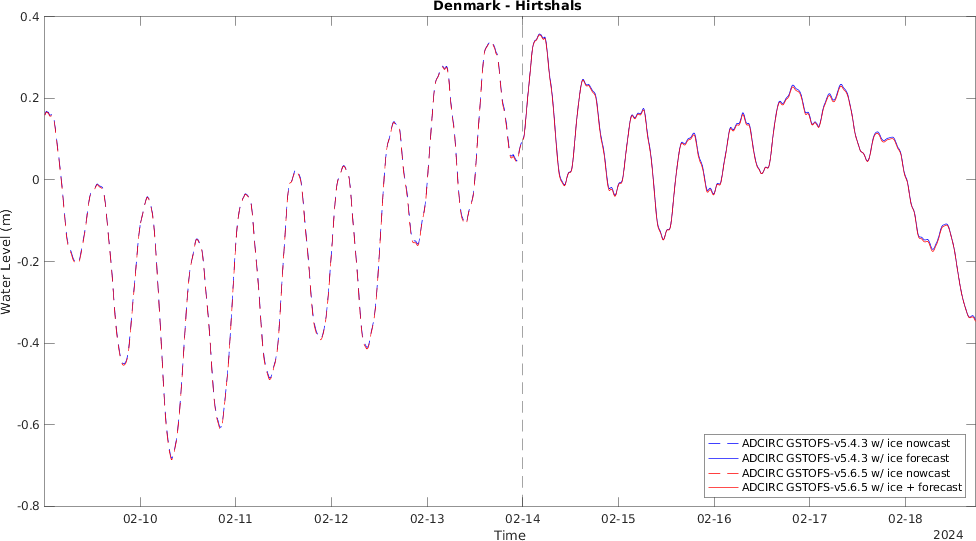 Denmark - Hirtshals
0.4
0.2
0
-0.2
-0.4
-0.6
-0.8
Water Level (m)
ADCIRC GSTOFS-v5.4.3 w/ ice nowcast
ADCIRC GSTOFS-v5.4.3 w/ ice forecast
ADCIRC GSTOFS-v5.6.5 w/ ice nowcast
ADCIRC GSTOFS-v5.6.5 w/ ice + forecast
02-10 02-11 02-12 02-13 02-14 02-15 02-16 02-17 02-18
Time
2024